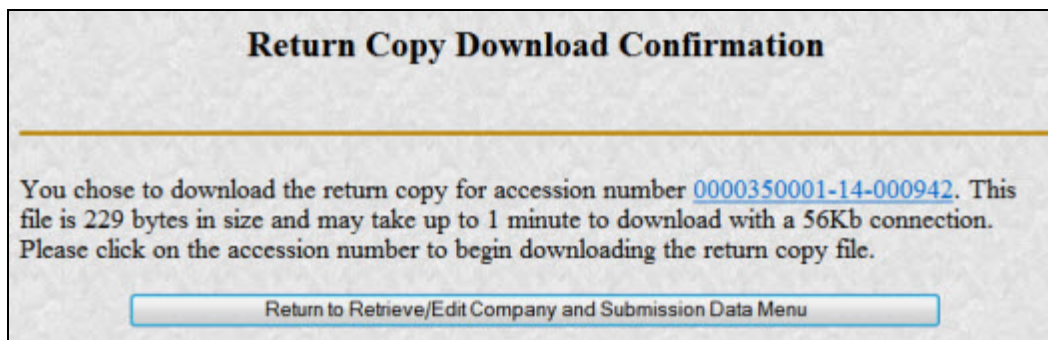 Return Copy Download Confirmation
You chose to download the return copy for accession number 0000350001-14-000942. This
file is 229 bytes in size and may take up to 1 minute to download with a 56Kb connection.
Please click on the accession number to begin downloading the return copy file.
Return to Retrieve/Edit Company and Submission Data Menu